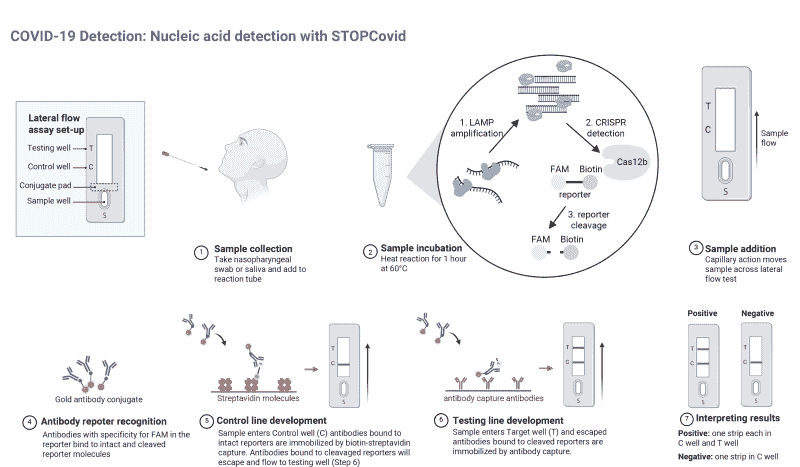 COVID-19 Detection: Nucleic acid detection with STOPCovid
Lateral flow
assay set-up
Testing well
T
Control well
C
Conjugate pad
Sample well
S
1 Sample collection
Take nasopharyngeal
swab or saliva and add to
reaction tube
2 Sample incubation
Heat reaction for 1 hour
at 60°C
1. LAMP
amplification
2. CRISPR
detection
Cas12b
FAM
Biotin
reporter
3. reporter
cleavage
FAM
Biotin
T
C
S
Sample
flow
3 Sample addition
Capillary action moves
sample across lateral
flow test
Gold antibody conjugate
4 Antibody repoter recognition
Antibodies with specificity for FAM in the
reporter bind to intact and cleaved
reporter molecules
Streptavidin molecules
T
C
S
5 Control line development
Sample enters Control well (C) antibodies bound to
intact reporters are immobilized by biotin-streptividin
capture. Antibodies bound to cleavaged reporters will
escape and flow to testing well (Step 6)
antibody capture antibodies
T
C
S
6 Testing line development
Sample enters Target well (T) and escaped
antibodies bound to cleaved reporters are
immobilized by antibody capture.
Positive
Negative
T
C
S
T
C
S
7 Interpreting results
Positive: one strip each in
C well and T well
Negative: one strip in C well